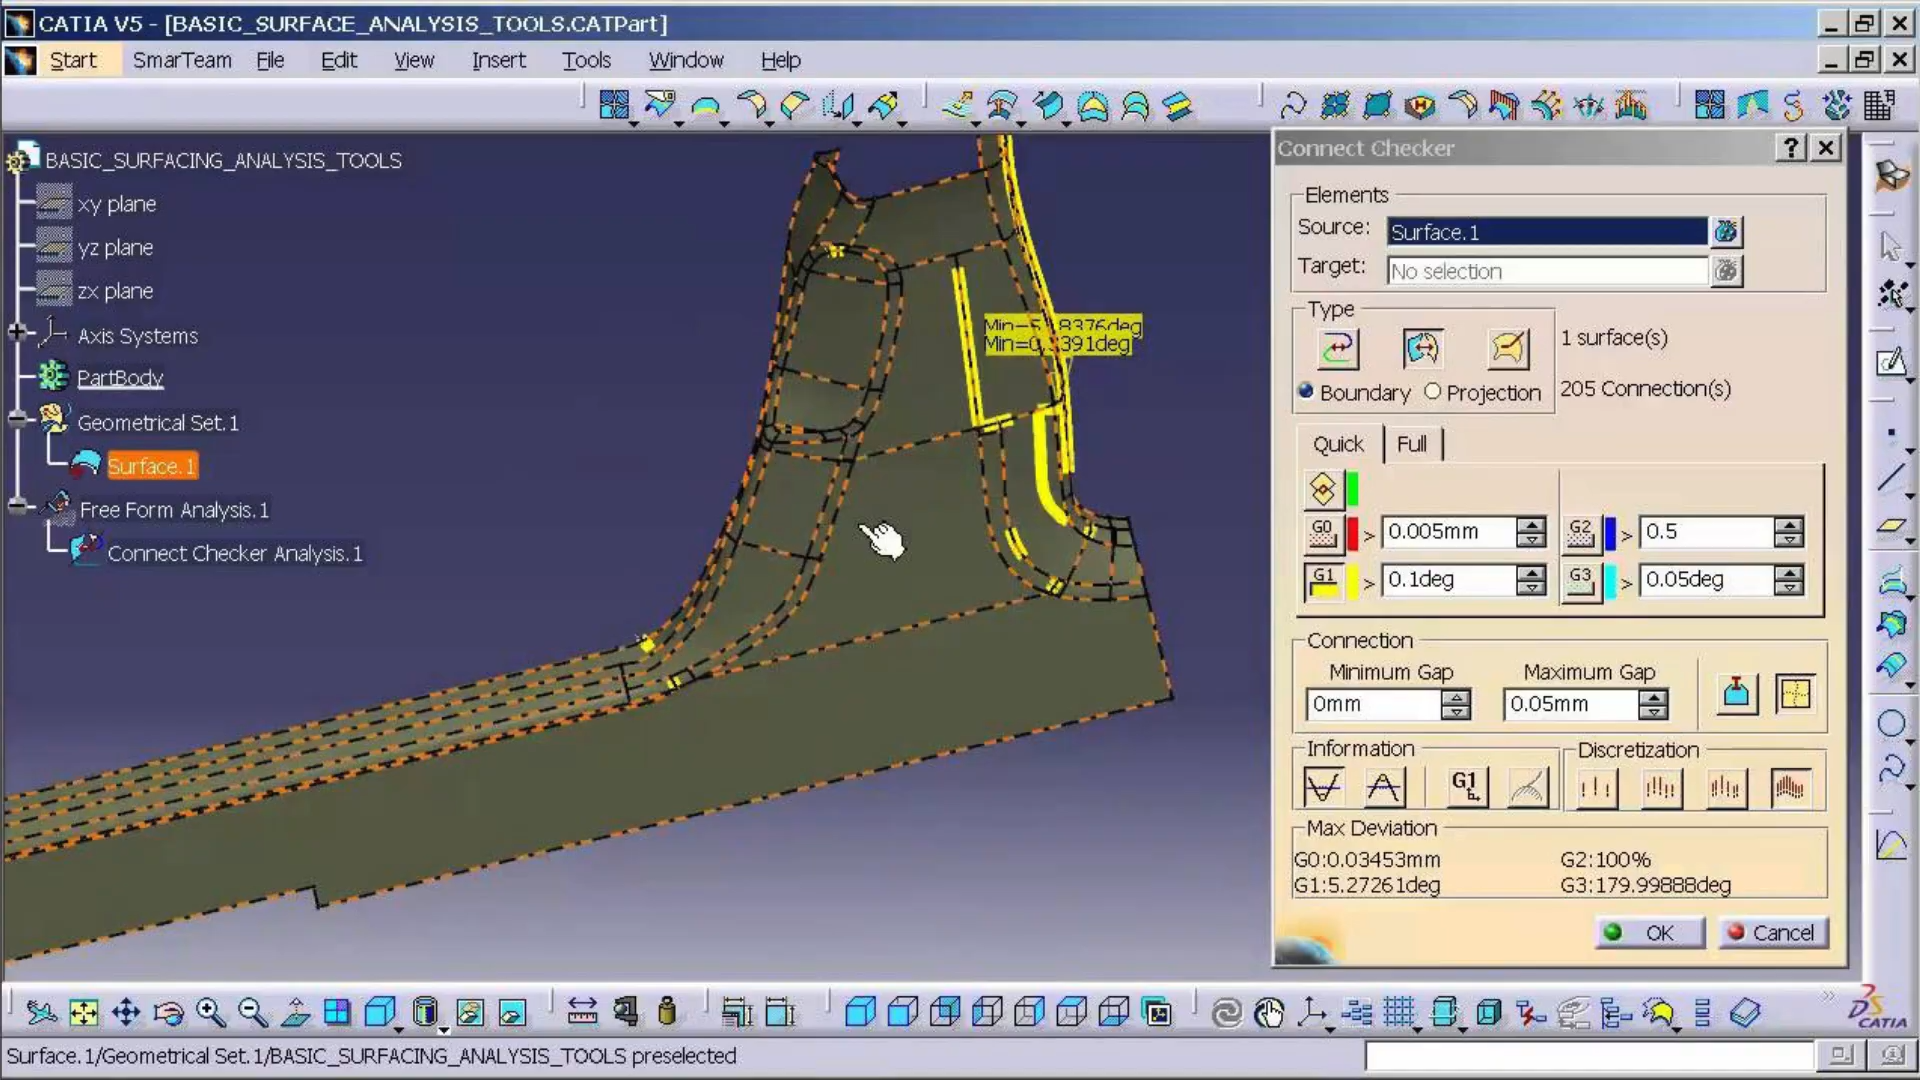 CATIA V5 - [BASIC_SURFACE_ANALYSIS_TOOLS.CATPart]
Start SmarTeam File Edit View Insert Tools Window Help
BASIC_SURFACING_ANALYSIS_TOOLS
xy plane
yz plane
zx plane
Axis Systems
PartBody
Geometrical Set.1
Surface.1
Free Form Analysis.1
Connect Checker Analysis.1
Connect Checker
Elements
Source: Surface.1
Target: No selection
Type
1 surface(s)
Boundary Projection 205 Connection(s)
Quick Full
G0 > 0.005mm G2 > 0.5
G1 > 0.1deg G3 > 0.05deg
Connection
Minimum Gap Maximum Gap
0mm 0.05mm
Information Discretization
G1
Max Deviation
G0:0.03453mm G2:100%
G1:5.27261deg G3:179.99888deg
OK Cancel
CATIA
Surface.1/Geometrical Set.1/BASIC_SURFACING_ANALYSIS_TOOLS preselected